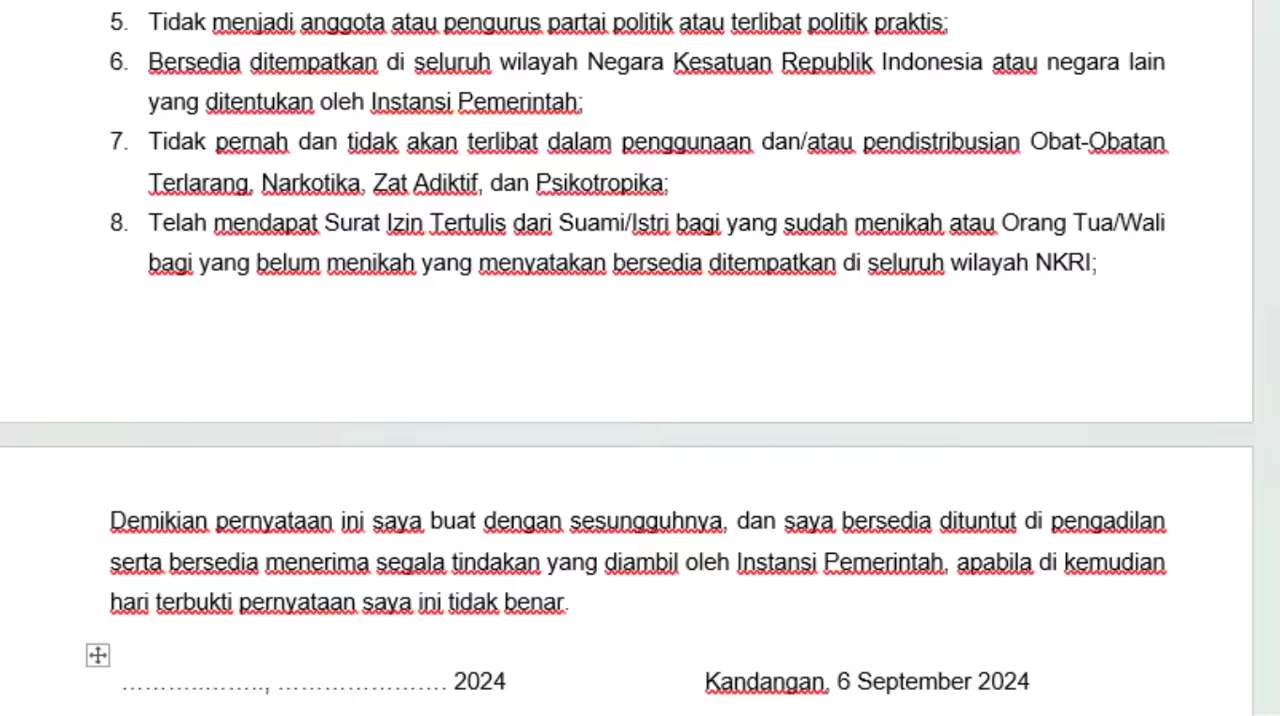 5. Tidak menjadi anggota atau pengurus partai politik atau terlibat politik praktis;
6. Bersedia ditempatkan di seluruh wilayah Negara Kesatuan Republik Indonesia atau negara lain
yang ditentukan oleh Instansi Pemerintah;
7. Tidak pernah dan tidak akan terlibat dalam penggunaan dan/atau pendistribusian Obat-Obatan
Terlarang, Narkotika, Zat Adiktif, dan Psikotropika;
8. Telah mendapat Surat Izin Tertulis dari Suami/Istri bagi yang sudah menikah atau Orang Tua/Wali
bagi yang belum menikah yang menyatakan bersedia ditempatkan di seluruh wilayah NKRI;
Demikian pernyataan ini saya buat dengan sesungguhnya, dan saya bersedia dituntut di pengadilan
serta bersedia menerima segala tindakan yang diambil oleh Instansi Pemerintah, apabila di kemudian
hari terbukti pernyataan saya ini tidak benar.
………..…….., …………………. 2024 Kandangan, 6 September 2024